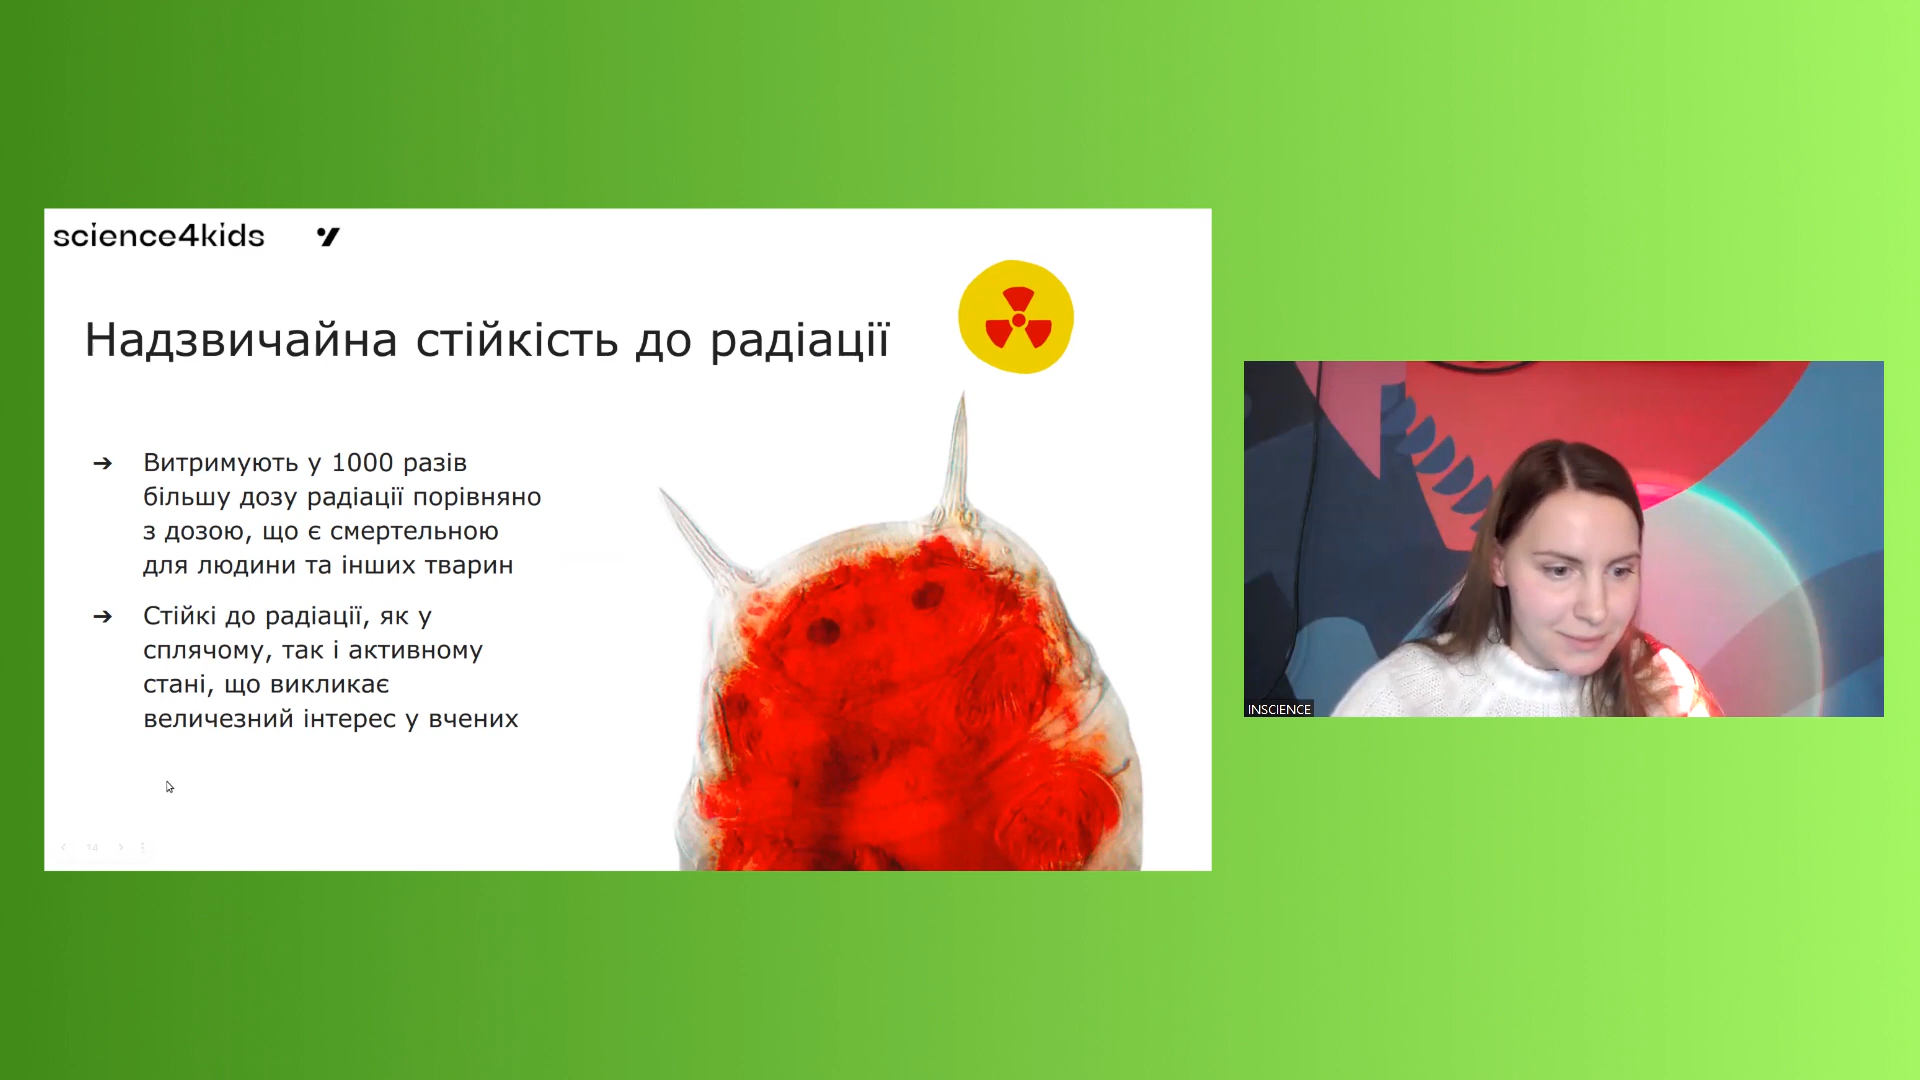 science4kids
Надзвичайна стійкість до радіації
➔ Витримують у 1000 разів
більшу дозу радіації порівняно
з дозою, що є смертельною
для людини та інших тварин
➔ Стійкі до радіації, як у
сплячому, так і активному
стані, що викликає
величезний інтерес у вчених
14
INSCIENCE